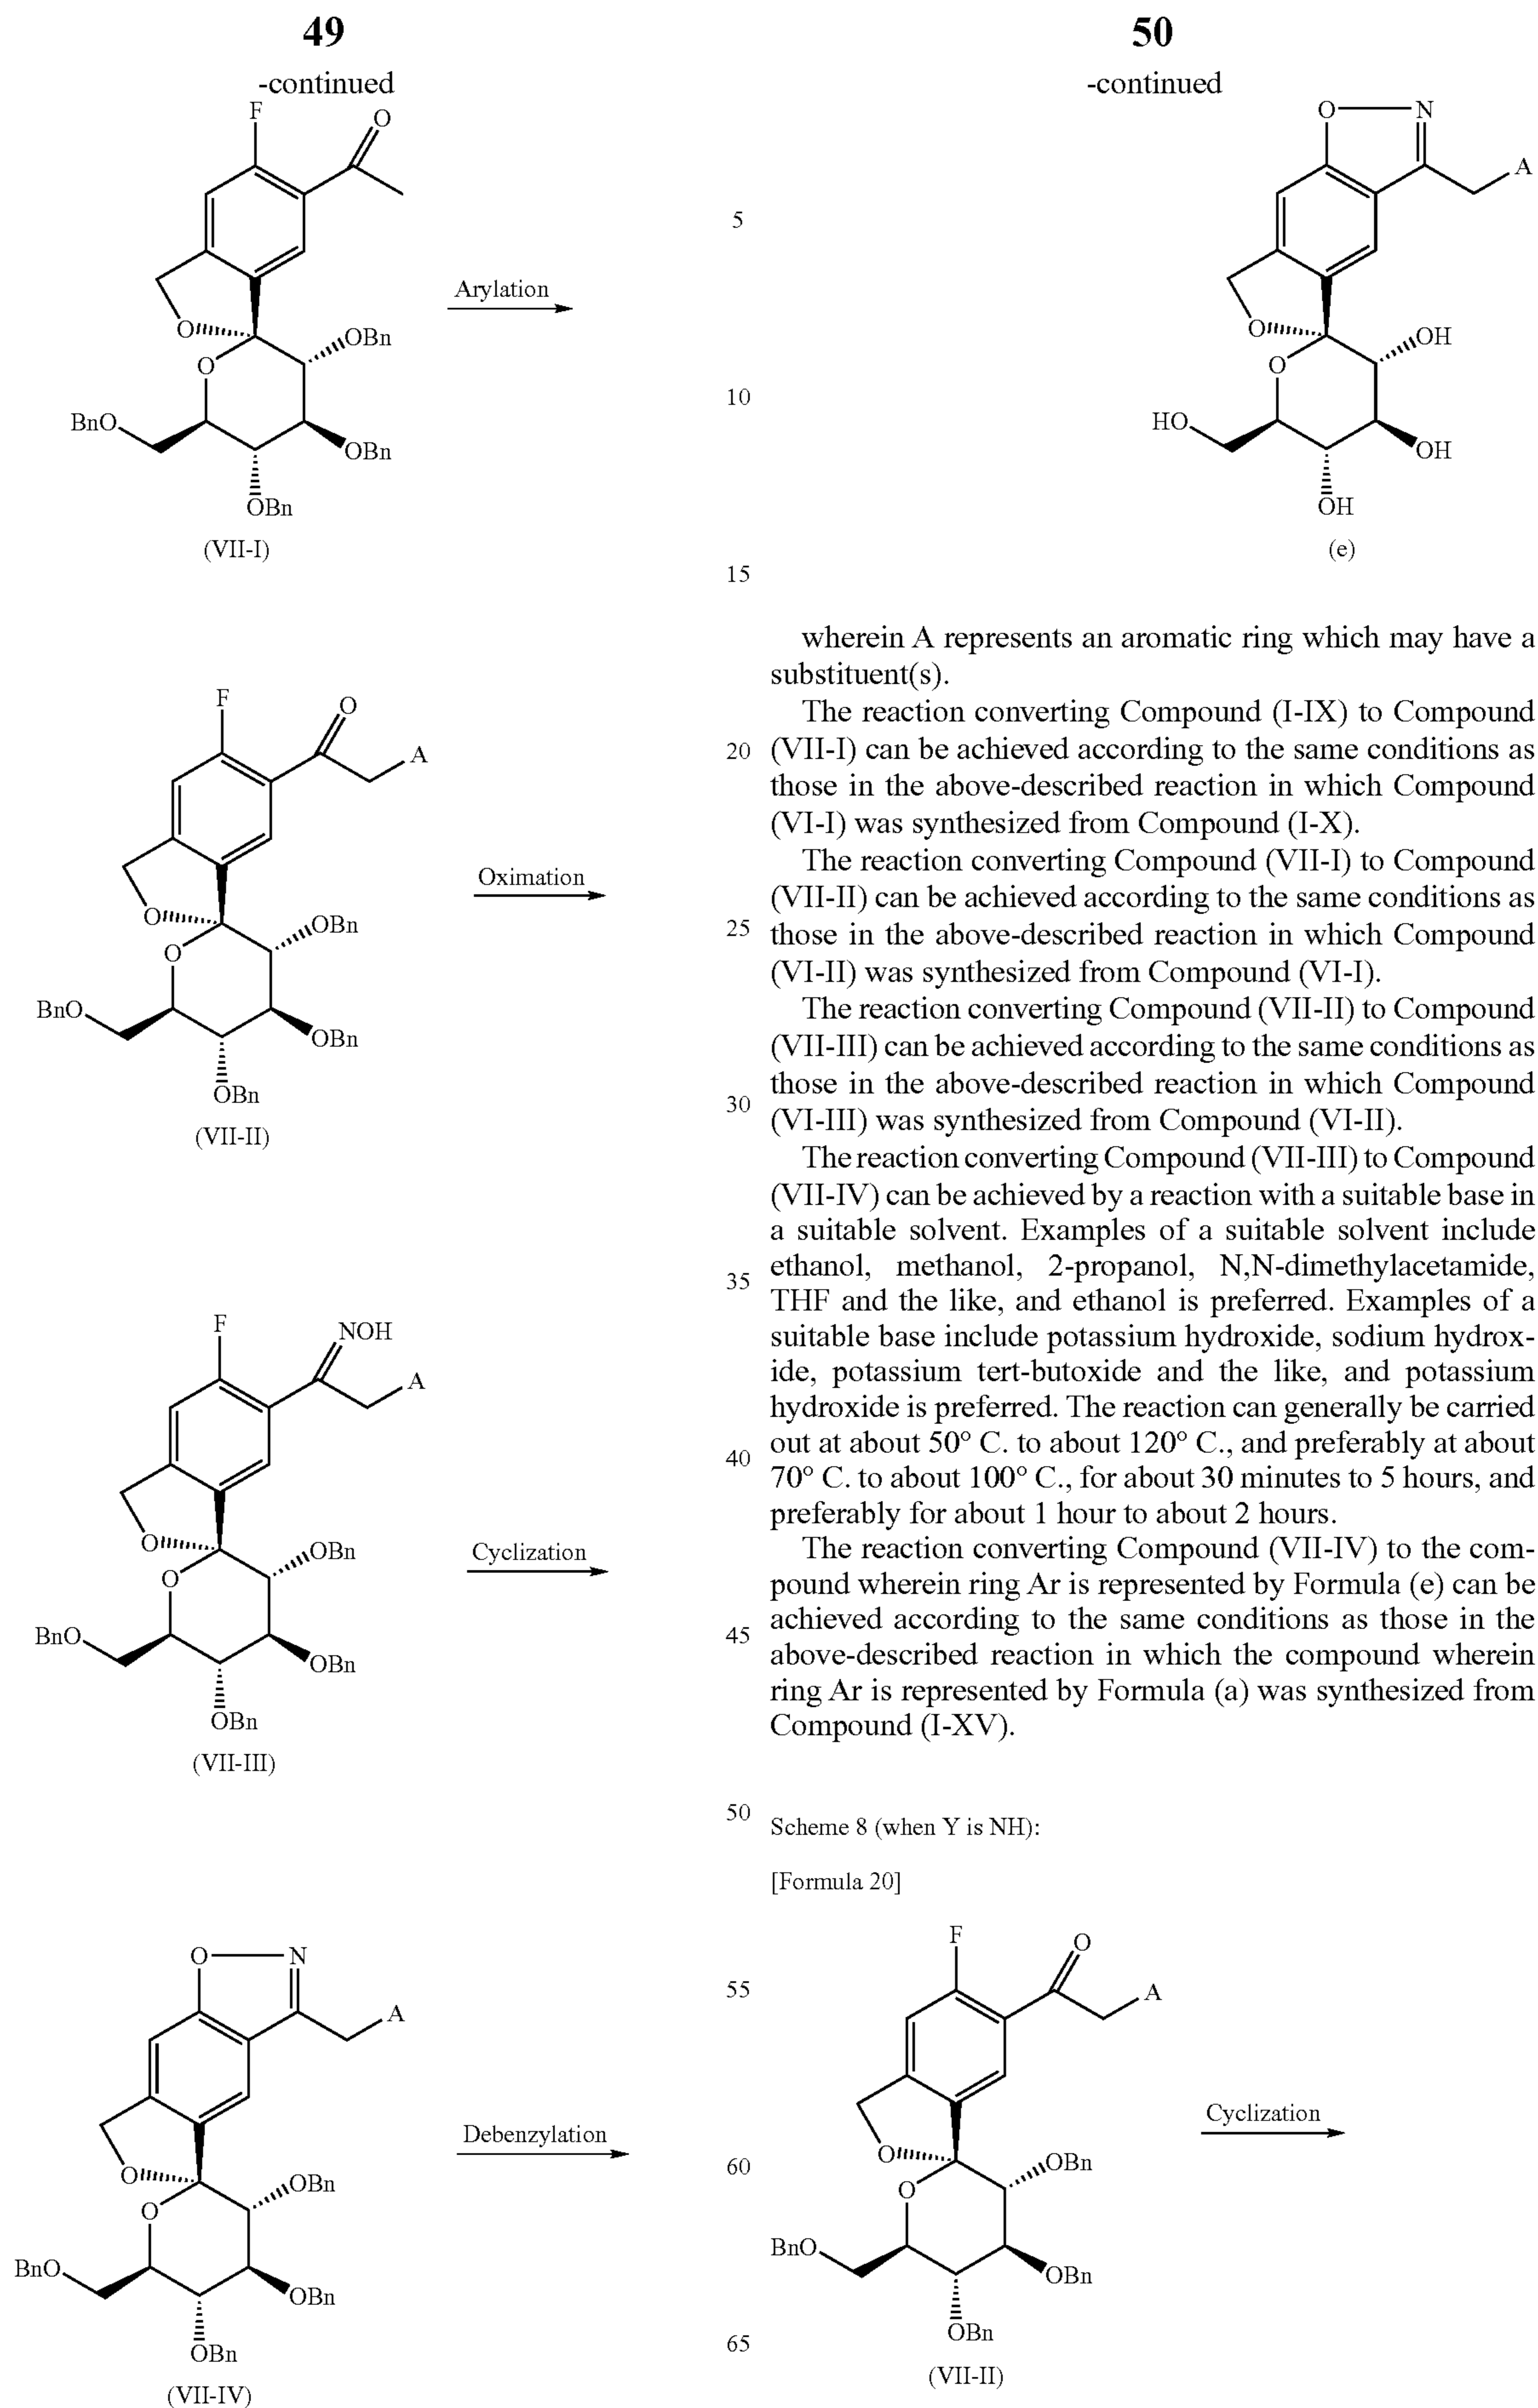 49
-continued
F
O
Arylation
O
O
OBn
BnO
OBn
OBn
(VII-I)
F
O
A
Oximation
O
O
OBn
BnO
OBn
OBn
(VII-II)
F
NOH
A
Cyclization
O
O
OBn
BnO
OBn
OBn
(VII-III)
O
N
A
Debenzylation
O
O
OBn
BnO
OBn
OBn
(VII-IV)
5
10
15
20
25
30
35
40
45
50
55
60
65
50
-continued
O
N
A
O
O
OH
HO
OH
OH
(e)
wherein A represents an aromatic ring which may have a
substituent(s).
The reaction converting Compound (I-IX) to Compound
(VII-I) can be achieved according to the same conditions as
those in the above-described reaction in which Compound
(VI-I) was synthesized from Compound (I-X).
The reaction converting Compound (VII-I) to Compound
(VII-II) can be achieved according to the same conditions as
those in the above-described reaction in which Compound
(VI-II) was synthesized from Compound (VI-I).
The reaction converting Compound (VII-II) to Compound
(VII-III) can be achieved according to the same conditions as
those in the above-described reaction in which Compound
(VI-III) was synthesized from Compound (VI-II).
The reaction converting Compound (VII-III) to Compound
(VII-IV) can be achieved by a reaction with a suitable base in
a suitable solvent. Examples of a suitable solvent include
ethanol, methanol, 2-propanol, N,N-dimethylacetamide,
THF and the like, and ethanol is preferred. Examples of a
suitable base include potassium hydroxide, sodium hydrox-
ide, potassium tert-butoxide and the like, and potassium
hydroxide is preferred. The reaction can generally be carried
out at about 50° C. to about 120° C., and preferably at about
70° C. to about 100° C., for about 30 minutes to 5 hours, and
preferably for about 1 hour to about 2 hours.
The reaction converting Compound (VII-IV) to the com-
pound wherein ring Ar is represented by Formula (e) can be
achieved according to the same conditions as those in the
above-described reaction in which the compound wherein
ring Ar is represented by Formula (a) was synthesized from
Compound (I-XV).
Scheme 8 (when Y is NH):
[Formula 20]
F
O
A
Cyclization
O
O
OBn
BnO
OBn
OBn
(VII-II)